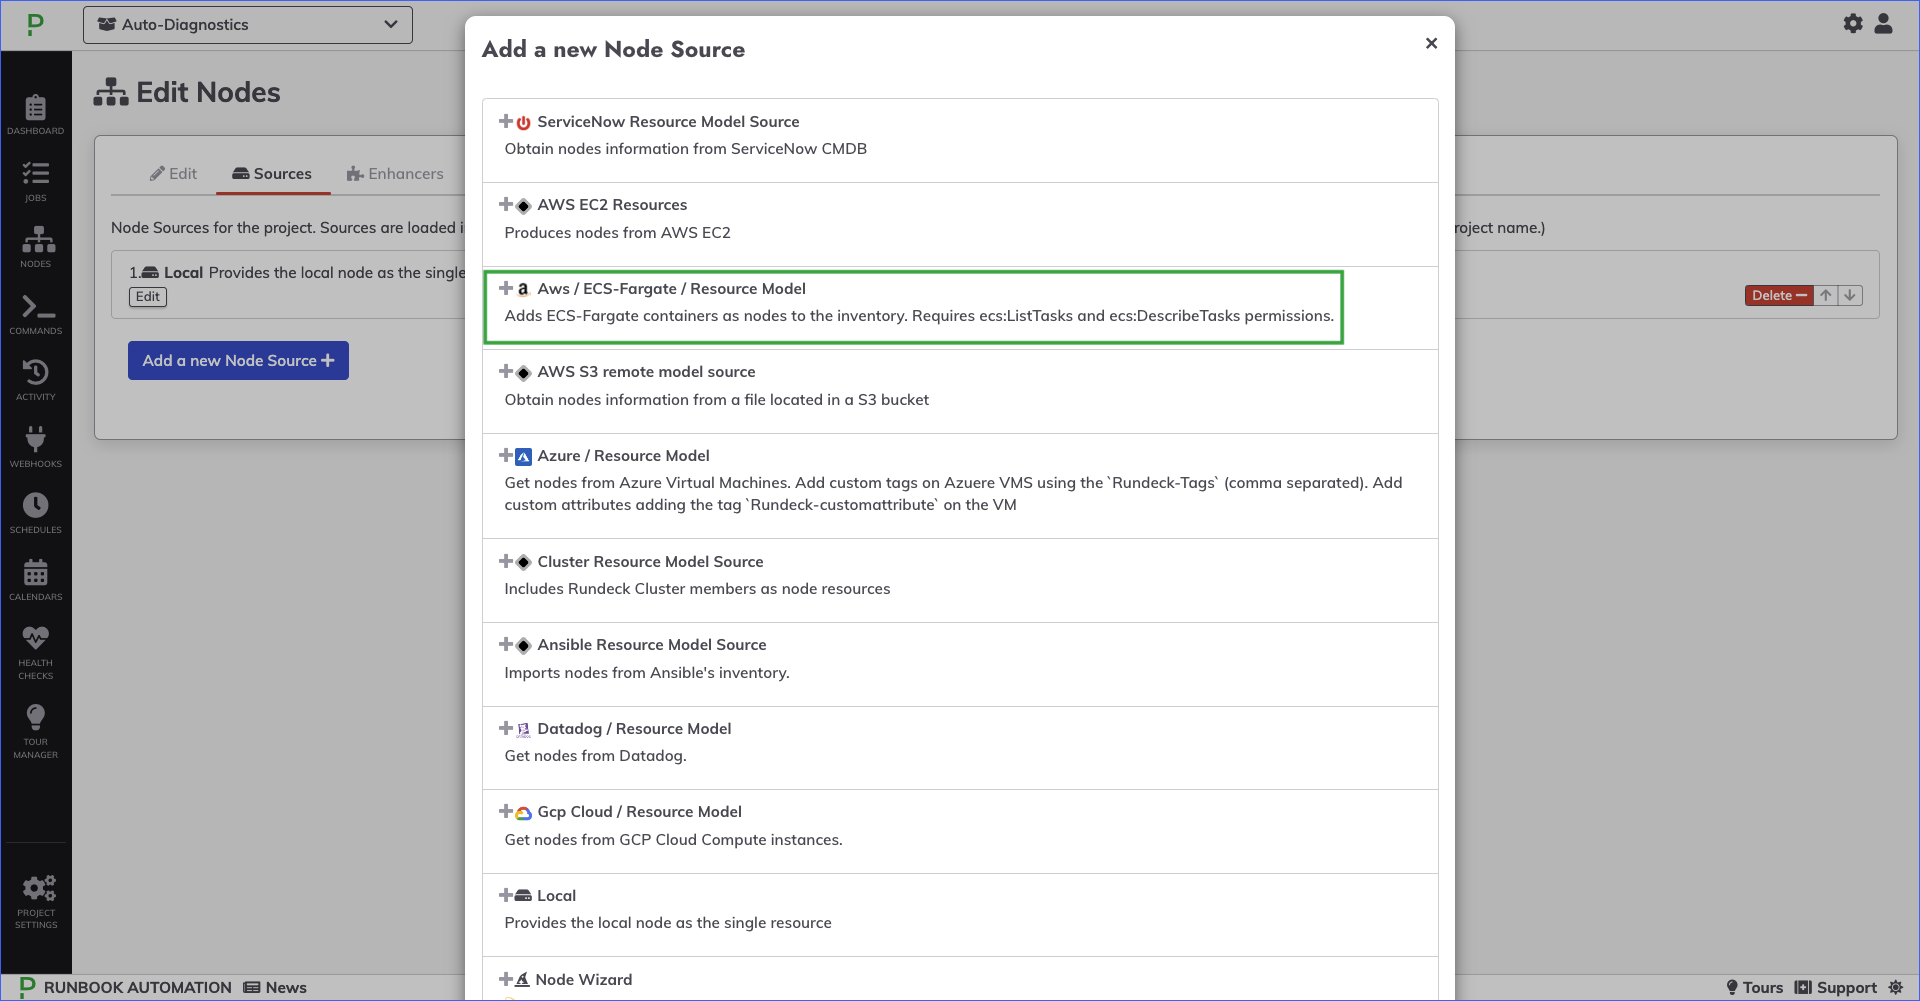 Auto-Diagnostics
Add a new Node Source
Edit Nodes
DASHBOARD
JOBS
NODES
COMMANDS
ACTIVITY
WEBHOOKS
SCHEDULES
CALENDARS
HEALTH
CHECKS
TOUR
MANAGER
PROJECT
SETTINGS
Edit Sources Enhancers
Node Sources for the project. Sources are loaded i
roject name.)
1. Local Provides the local node as the single
Edit
Delete
Add a new Node Source
ServiceNow Resource Model Source
Obtain nodes information from ServiceNow CMDB
AWS EC2 Resources
Produces nodes from AWS EC2
Aws / ECS-Fargate / Resource Model
Adds ECS-Fargate containers as nodes to the inventory. Requires ecs:ListTasks and ecs:DescribeTasks permissions.
AWS S3 remote model source
Obtain nodes information from a file located in a S3 bucket
Azure / Resource Model
Get nodes from Azure Virtual Machines. Add custom tags on Azuere VMS using the `Rundeck-Tags` (comma separated). Add
custom attributes adding the tag `Rundeck-customattribute` on the VM
Cluster Resource Model Source
Includes Rundeck Cluster members as node resources
Ansible Resource Model Source
Imports nodes from Ansible's inventory.
Datadog / Resource Model
Get nodes from Datadog.
Gcp Cloud / Resource Model
Get nodes from GCP Cloud Compute instances.
Local
Provides the local node as the single resource
Node Wizard
RUNBOOK AUTOMATION News
Tours Support